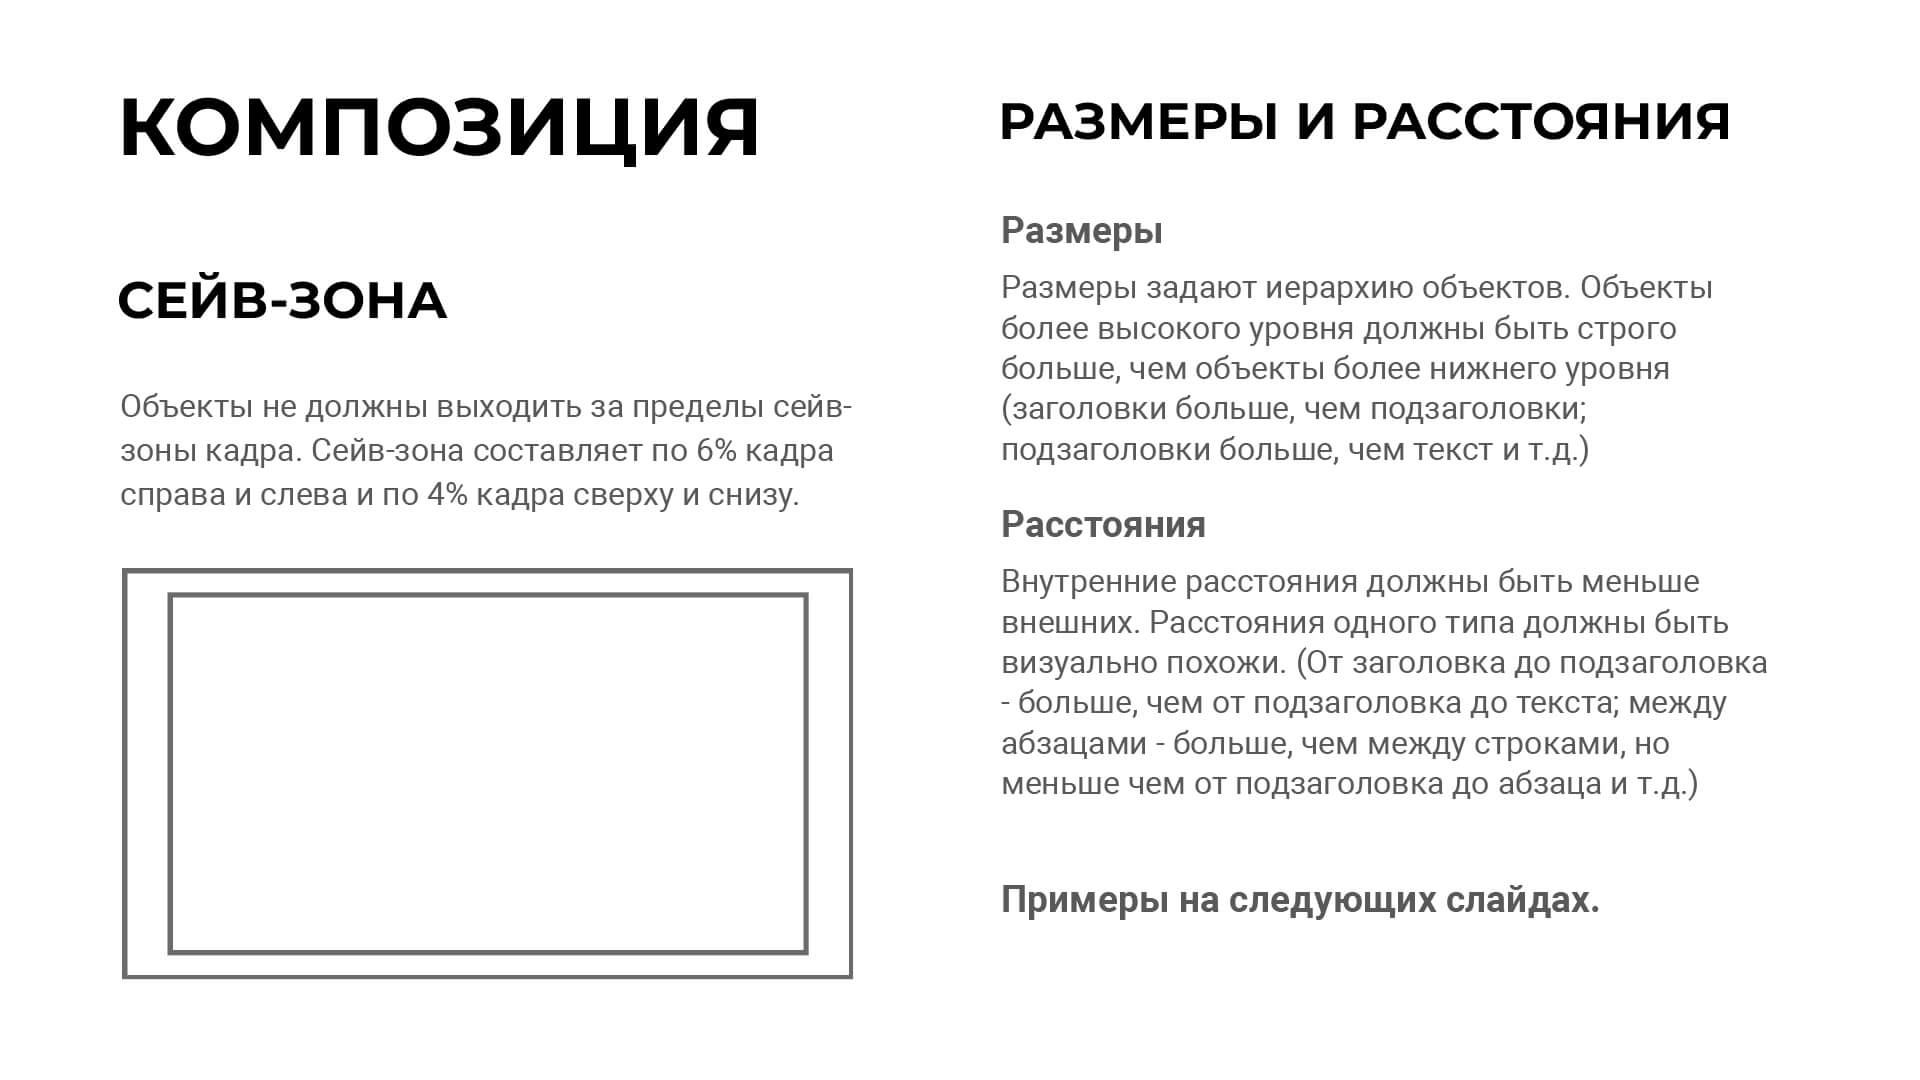 КОМПОЗИЦИЯ
СЕЙВ-ЗОНА
Объекты не должны выходить за пределы сейв-
зоны кадра. Сейв-зона составляет по 6% кадра
справа и слева и по 4% кадра сверху и снизу.
РАЗМЕРЫ И РАССТОЯНИЯ
Размеры
Размеры задают иерархию объектов. Объекты
более высокого уровня должны быть строго
больше, чем объекты более нижнего уровня
(заголовки больше, чем подзаголовки;
подзаголовки больше, чем текст и т.д.)
Расстояния
Внутренние расстояния должны быть меньше
внешних. Расстояния одного типа должны быть
визуально похожи. (От заголовка до подзаголовка
- больше, чем от подзаголовка до текста; между
абзацами - больше, чем между строками, но
меньше чем от подзаголовка до абзаца и т.д.)
Примеры на следующих слайдах.